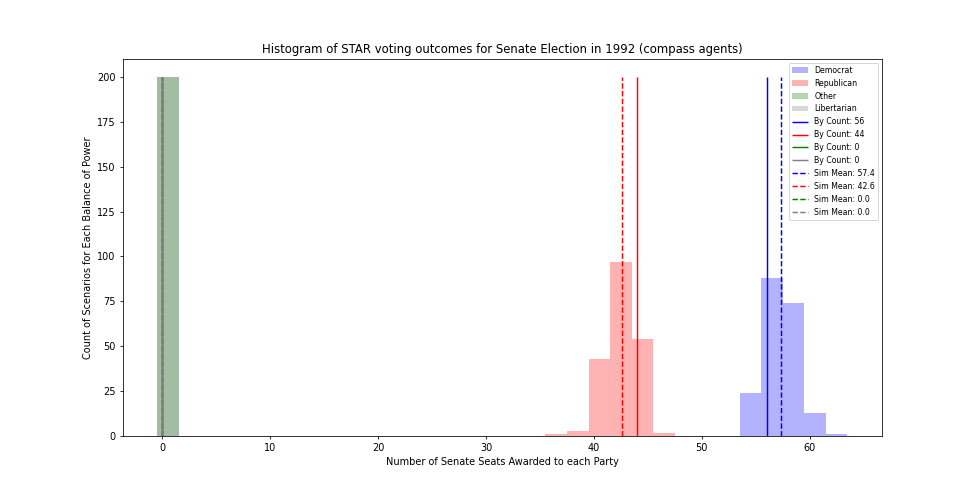 Histogram of STAR voting outcomes for Senate Election in 1992 (compass agents)
Count of Scenarios for Each Balance of Power
200
175
150
125
100
75
50
25
0
0 10 20 30 40 50 60
Number of Senate Seats Awarded to each Party
Democrat
Republican
Other
Libertarian
By Count: 56
By Count: 44
By Count: 0
By Count: 0
Sim Mean: 57.4
Sim Mean: 42.6
Sim Mean: 0.0
Sim Mean: 0.0